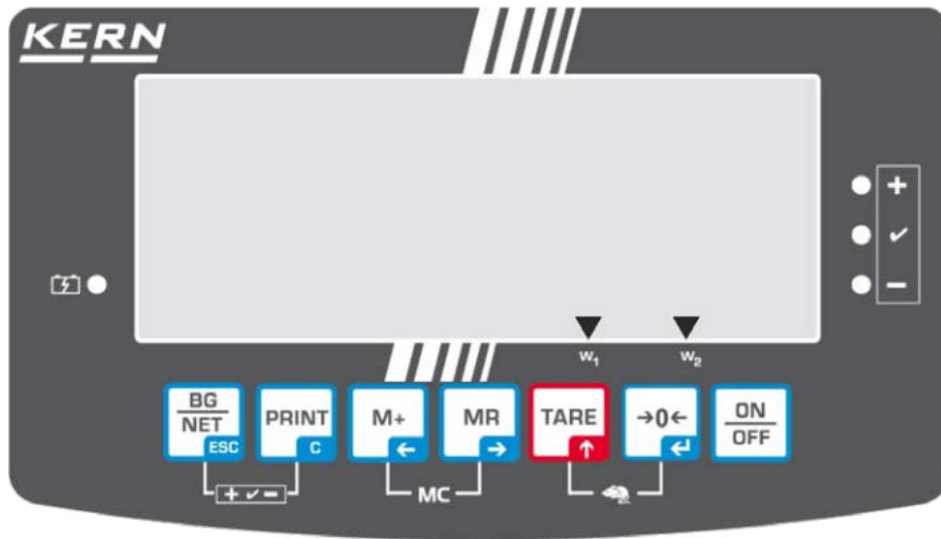 KERN
+
✓
−
W₁ W₂
BG
NET
ESC
PRINT
C
M+
←
MR
→
TARE
↑
→0←
↵
ON
OFF
+ ✓ −
MC